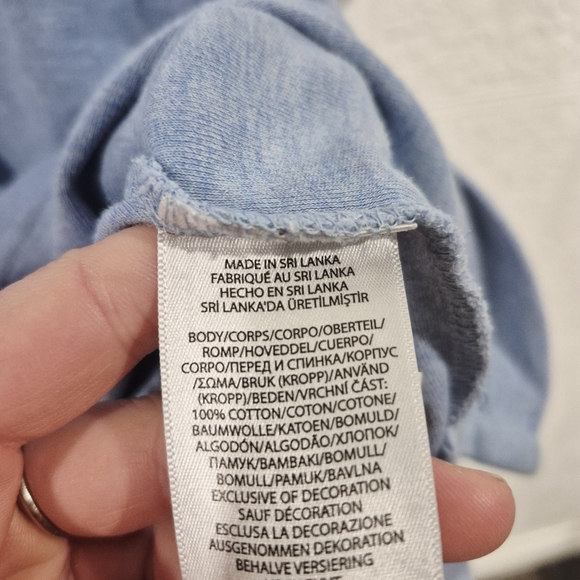 MADE IN SRI LANKA
FABRIQUÉ AU SRI LANKA
HECHO EN SRI LANKA
SRİ LANKA'DA ÜRETİLMİŞTİR
BODY/CORPS/CORPO/OBERTEIL/
ROMP/HOVEDDEL/CUERPO/
CORPO/ПЕРЕД И СПИНКА/KORPUС
/ΣΩΜΑ/BRUK (KROPP)/ANVÄND
(KROPP)/BEDEN/VRCHNÍ ČÁST:
100% COTTON/COTON/COTONE/
BAUMWOLLE/KATOEN/BOMULD/
ALGODÓN/ALGODÃO/ХЛОПОК/
ΠΑΜΥΚ/BAMBAKI/BOMULL/
BOMULL/PAMUK/BAVLNA
EXCLUSIVE OF DECORATION
SAUF DÉCORATION
ESCLUSA LA DECORAZIONE
AUSGENOMMEN DEKORATION
BEHALVE VERSIERING